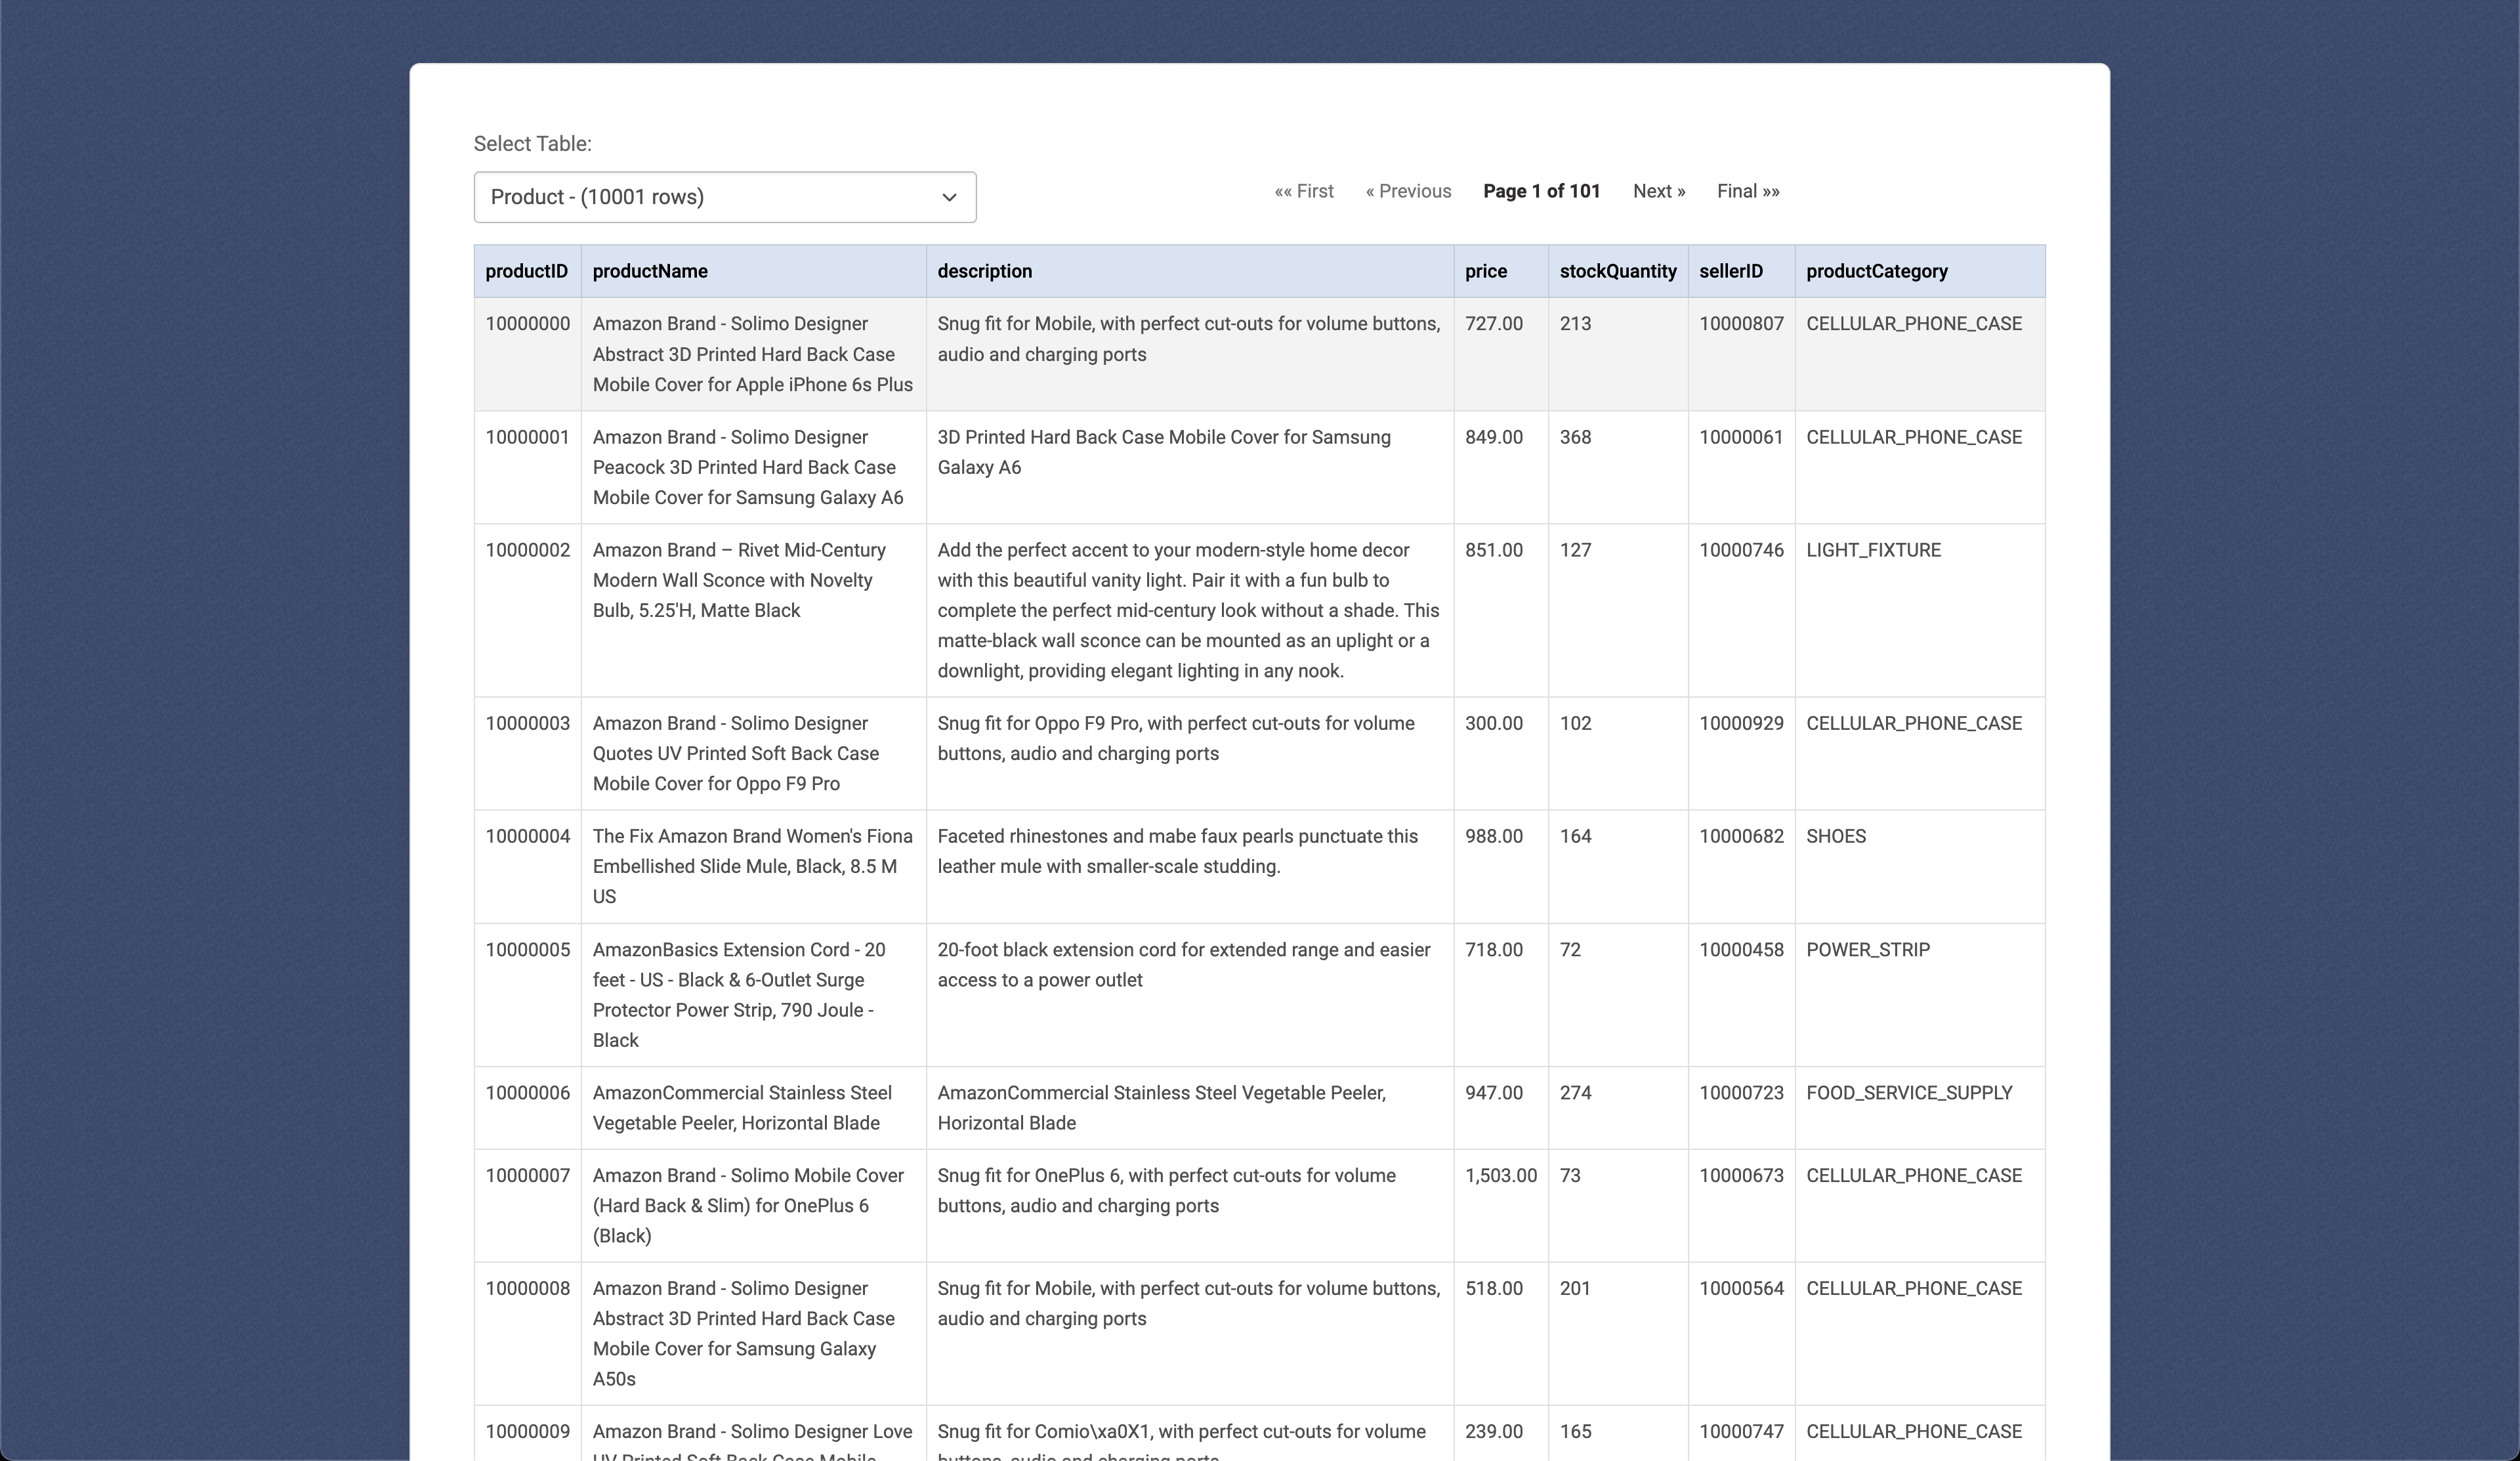 Select Table:
Product - (10001 rows)
«« First « Previous Page 1 of 101 Next » Final »»
productID productName description price stockQuantity sellerID productCategory
10000000 Amazon Brand - Solimo Designer Snug fit for Mobile, with perfect cut-outs for volume buttons, 727.00 213 10000807 CELLULAR_PHONE_CASE
Abstract 3D Printed Hard Back Case audio and charging ports
Mobile Cover for Apple iPhone 6s Plus
10000001 Amazon Brand - Solimo Designer 3D Printed Hard Back Case Mobile Cover for Samsung 849.00 368 10000061 CELLULAR_PHONE_CASE
Peacock 3D Printed Hard Back Case Galaxy A6
Mobile Cover for Samsung Galaxy A6
10000002 Amazon Brand – Rivet Mid-Century Add the perfect accent to your modern-style home decor 851.00 127 10000746 LIGHT_FIXTURE
Modern Wall Sconce with Novelty with this beautiful vanity light. Pair it with a fun bulb to
Bulb, 5.25'H, Matte Black complete the perfect mid-century look without a shade. This
matte-black wall sconce can be mounted as an uplight or a
downlight, providing elegant lighting in any nook.
10000003 Amazon Brand - Solimo Designer Snug fit for Oppo F9 Pro, with perfect cut-outs for volume 300.00 102 10000929 CELLULAR_PHONE_CASE
Quotes UV Printed Soft Back Case buttons, audio and charging ports
Mobile Cover for Oppo F9 Pro
10000004 The Fix Amazon Brand Women's Fiona Faceted rhinestones and mabe faux pearls punctuate this 988.00 164 10000682 SHOES
Embellished Slide Mule, Black, 8.5 M leather mule with smaller-scale studding.
US
10000005 AmazonBasics Extension Cord - 20 20-foot black extension cord for extended range and easier 718.00 72 10000458 POWER_STRIP
feet - US - Black & 6-Outlet Surge access to a power outlet
Protector Power Strip, 790 Joule -
Black
10000006 AmazonCommercial Stainless Steel AmazonCommercial Stainless Steel Vegetable Peeler, 947.00 274 10000723 FOOD_SERVICE_SUPPLY
Vegetable Peeler, Horizontal Blade Horizontal Blade
10000007 Amazon Brand - Solimo Mobile Cover Snug fit for OnePlus 6, with perfect cut-outs for volume 1,503.00 73 10000673 CELLULAR_PHONE_CASE
(Hard Back & Slim) for OnePlus 6 buttons, audio and charging ports
(Black)
10000008 Amazon Brand - Solimo Designer Snug fit for Mobile, with perfect cut-outs for volume buttons, 518.00 201 10000564 CELLULAR_PHONE_CASE
Abstract 3D Printed Hard Back Case audio and charging ports
Mobile Cover for Samsung Galaxy
A50s
10000009 Amazon Brand - Solimo Designer Love Snug fit for Comio\xa0X1, with perfect cut-outs for volume 239.00 165 10000747 CELLULAR_PHONE_CASE
UV Printed Soft Back Case Mobile buttons, audio and charging ports